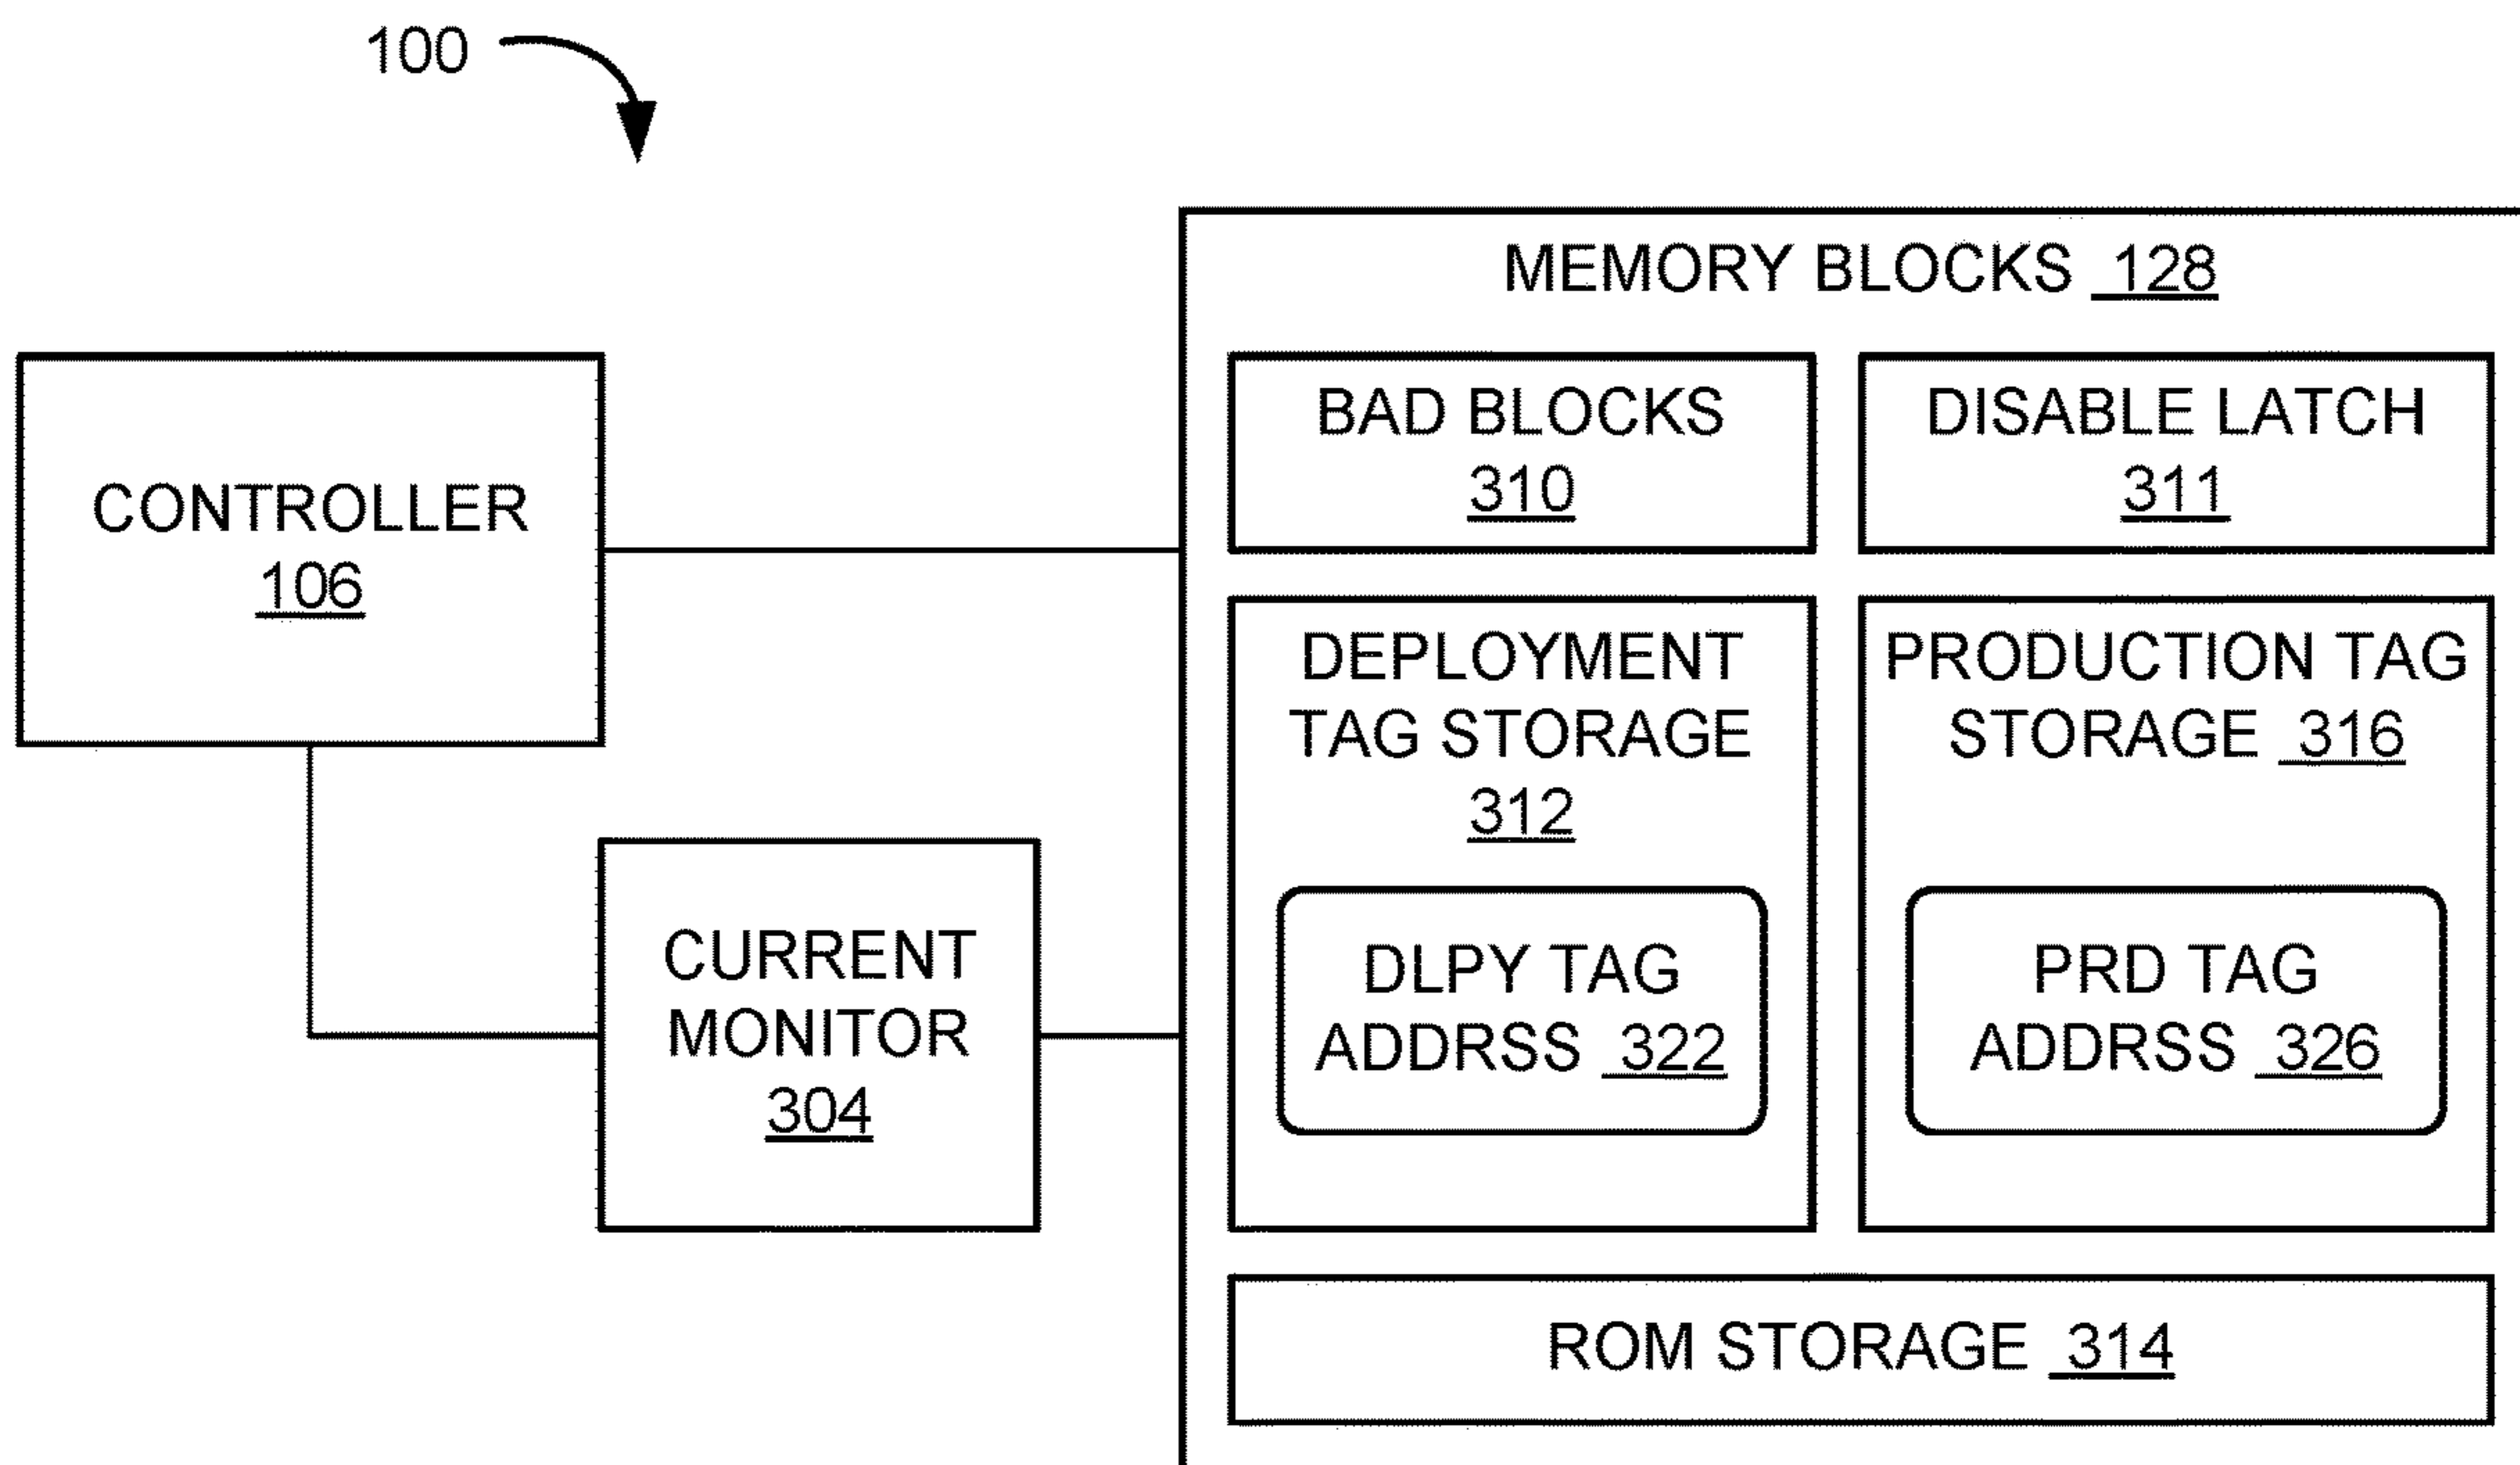 100
MEMORY BLOCKS 128
CONTROLLER
106
BAD BLOCKS
310
DISABLE LATCH
311
DEPLOYMENT
TAG STORAGE
312
PRODUCTION TAG
STORAGE 316
CURRENT
MONITOR
304
DLPY TAG
ADDRSS 322
PRD TAG
ADDRSS 326
ROM STORAGE 314